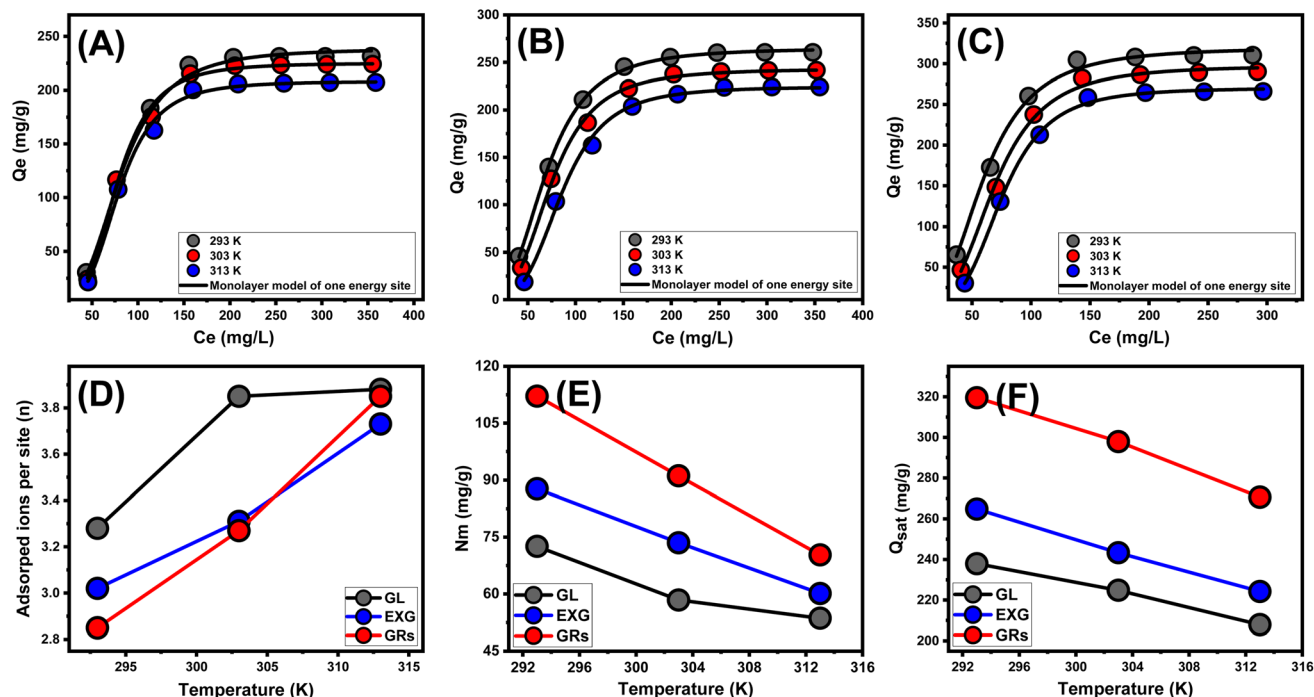 (A)
Qe (mg/g)
250
200
150
100
50
293 K
303 K
313 K
Monolayer model of one energy site
50 100 150 200 250 300 350 400
Ce (mg/L)
(B)
Qe (mg/g)
300
250
200
150
100
50
0
293 K
303 K
313 K
Monolayer model of one energy site
50 100 150 200 250 300 350 400
Ce (mg/L)
(C)
Qe (mg/g)
350
300
250
200
150
100
50
293 K
303 K
313 K
Monolayer model of one energy site
50 100 150 200 250 300
Ce (mg/L)
(D)
Adsorped ions per site (n)
3.8
3.6
3.4
3.2
3.0
2.8
GL
EXG
GRs
295 300 305 310 315
Temperature (K)
(E)
Nm (mg/g)
120
105
90
75
60
45
GL
EXG
GRs
292 296 300 304 308 312 316
Temperature (K)
(F)
Qsat (mg/g)
320
300
280
260
240
220
200
GL
EXG
GRs
292 296 300 304 308 312 316
Temperature (K)